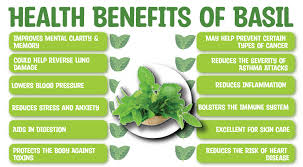 HEALTH BENEFITS OF BASIL
IMPROVES MENTAL CLARITY &
MEMORY
COULD HELP REVERSE LUNG
DAMAGE
LOWERS BLOOD PRESSURE
REDUCES STRESS AND ANXIETY
AIDS IN DIGESTION
PROTECTS THE BODY AGAINST
TOXINS
MAY HELP PREVENT CERTAIN
TYPES OF CANCER
REDUCES THE SEVERITY OF
ASTHMA ATTACKS
REDUCES INFLAMMATION
BOLSTERS THE IMMUNE SYSTEM
EXCELLENT FOR SKIN CARE
REDUCES THE RISK OF HEART
DISEASE